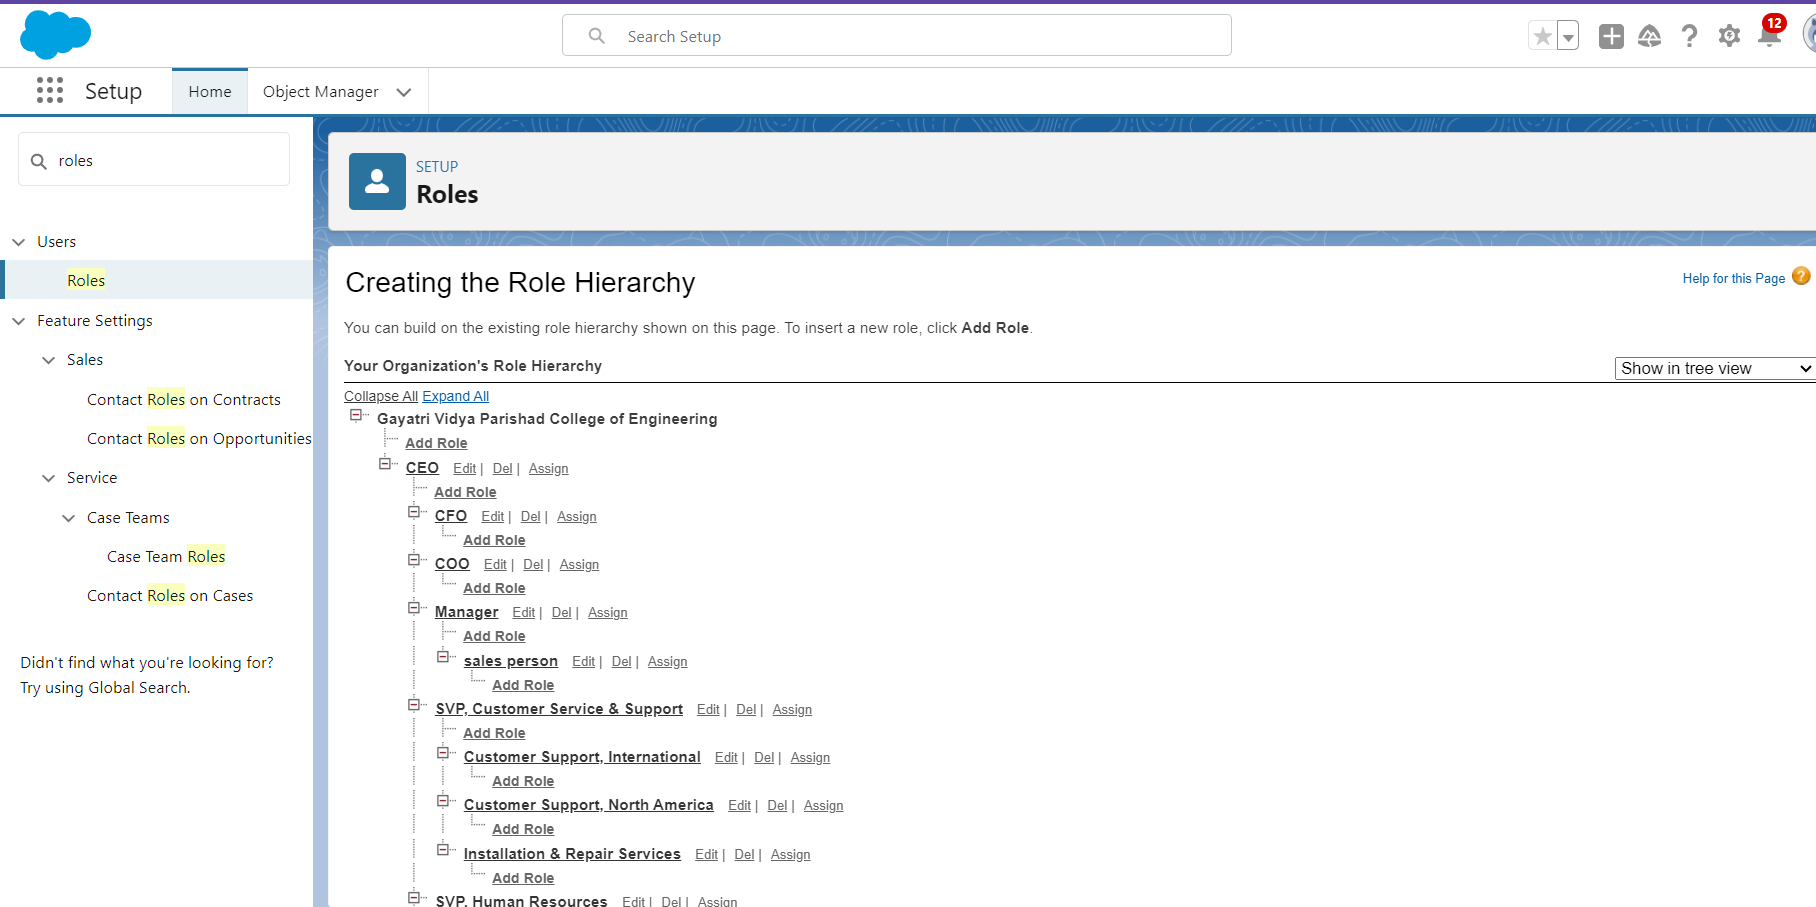 Search Setup
12
Setup
Home
Object Manager
roles
Users
Roles
Feature Settings
Sales
Contact Roles on Contracts
Contact Roles on Opportunities
Service
Case Teams
Case Team Roles
Contact Roles on Cases
Didn't find what you're looking for?
Try using Global Search.
SETUP
Roles
Creating the Role Hierarchy
Help for this Page ?
You can build on the existing role hierarchy shown on this page. To insert a new role, click Add Role.
Your Organization's Role Hierarchy
Show in tree view
Collapse All Expand All
Gayatri Vidya Parishad College of Engineering
Add Role
CEO Edit | Del | Assign
Add Role
CFO Edit | Del | Assign
Add Role
COO Edit | Del | Assign
Add Role
Manager Edit | Del | Assign
Add Role
sales person Edit | Del | Assign
Add Role
SVP, Customer Service & Support Edit | Del | Assign
Add Role
Customer Support, International Edit | Del | Assign
Add Role
Customer Support, North America Edit | Del | Assign
Add Role
Installation & Repair Services Edit | Del | Assign
Add Role
SVP, Human Resources Edit | Del | Assign